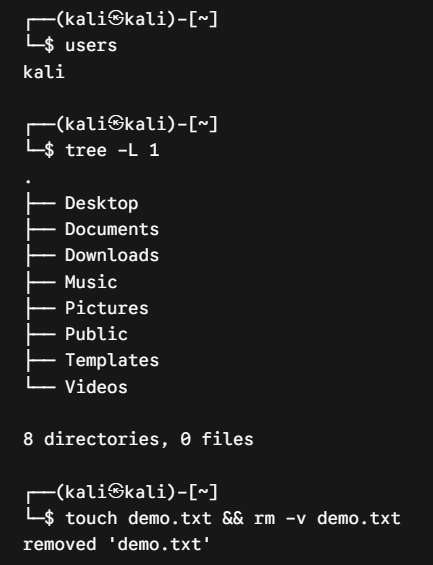 ┌──(kali㉿kali)-[~]
└─$ users
kali

┌──(kali㉿kali)-[~]
└─$ tree -L 1
.
├── Desktop
├── Documents
├── Downloads
├── Music
├── Pictures
├── Public
├── Templates
└── Videos

8 directories, 0 files

┌──(kali㉿kali)-[~]
└─$ touch demo.txt && rm -v demo.txt
removed 'demo.txt'